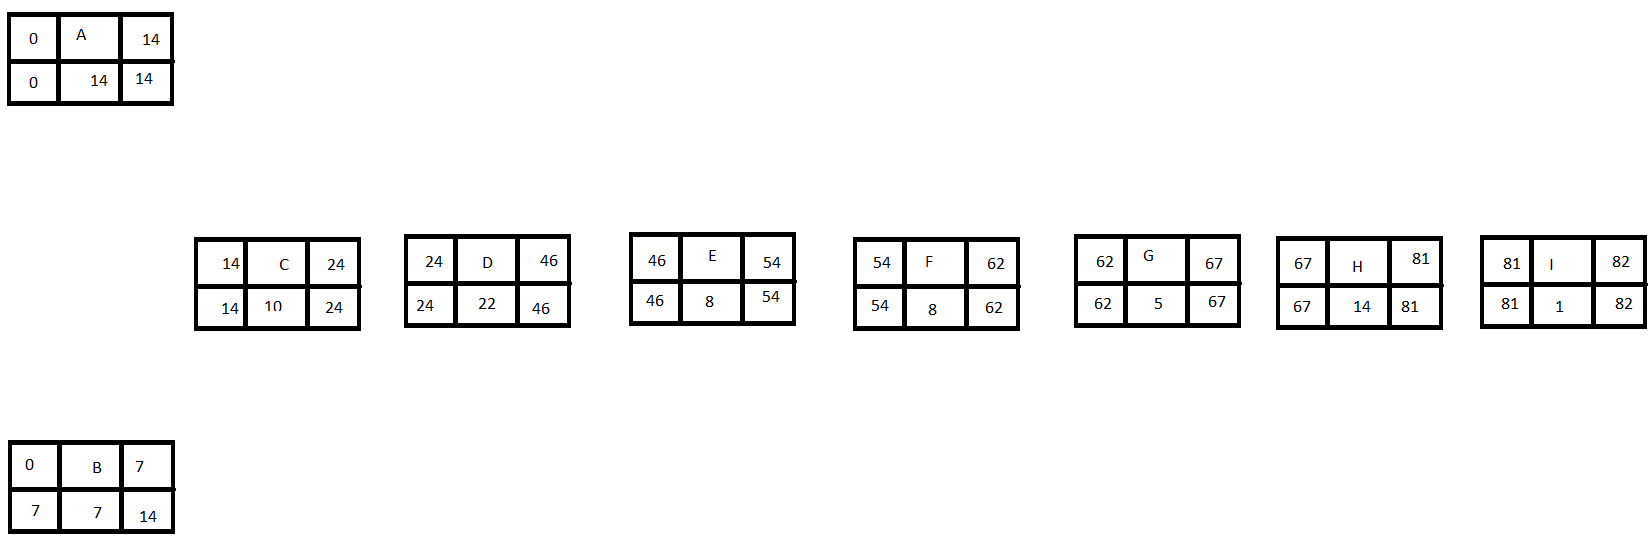 0 A 14
0 14 14
14 C 24
14 10 24
24 D 46
24 22 46
46 E 54
46 8 54
54 F 62
54 8 62
62 G 67
62 5 67
67 H 81
67 14 81
81 I 82
81 1 82
0 B 7
7 7 14